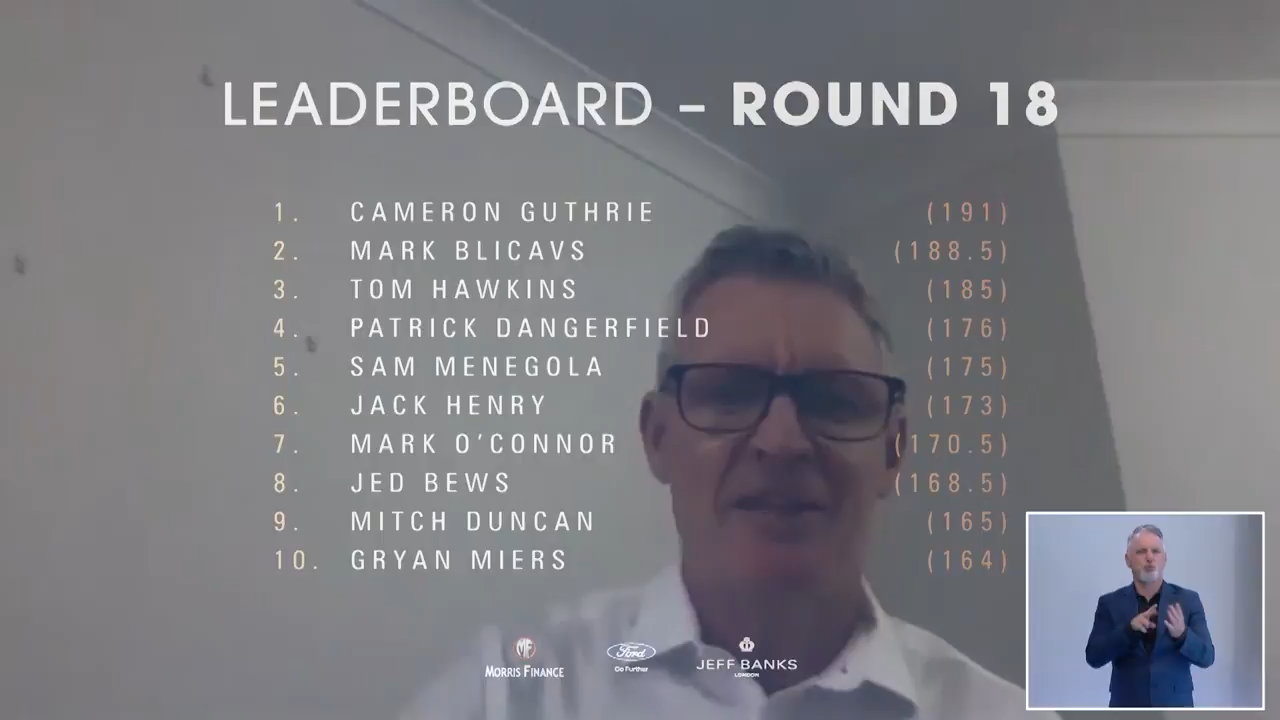 LEADERBOARD – ROUND 18
1. CAMERON GUTHRIE (191)
2. MARK BLICAVS (188.5)
3. TOM HAWKINS (185)
4. PATRICK DANGERFIELD (176)
5. SAM MENEGOLA (175)
6. JACK HENRY (173)
7. MARK O'CONNOR (170.5)
8. JED BEWS (168.5)
9. MITCH DUNCAN (165)
10. GRYAN MIERS (164)
MF
MORRIS FINANCE
Ford
Go Further
JEFF BANKS
LONDON